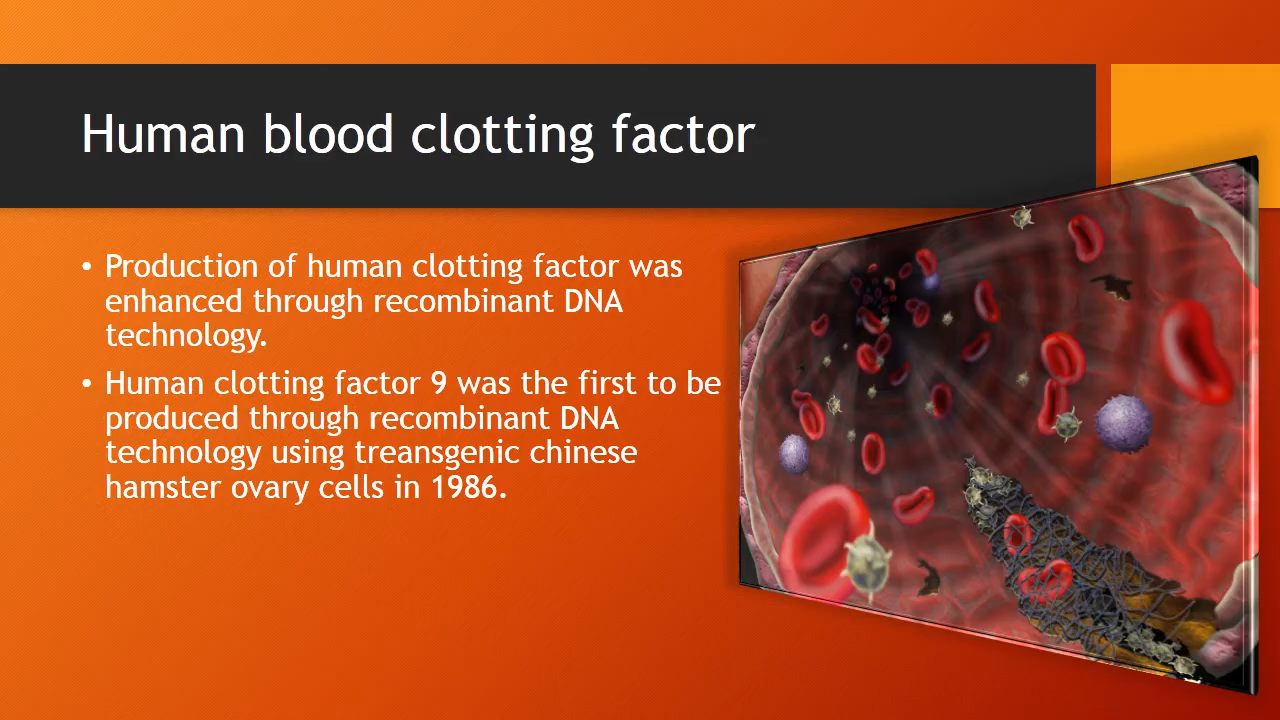 Human blood clotting factor
• Production of human clotting factor was
enhanced through recombinant DNA
technology.
• Human clotting factor 9 was the first to be
produced through recombinant DNA
technology using treansgenic chinese
hamster ovary cells in 1986.